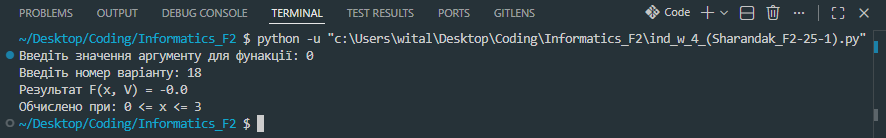 PROBLEMS OUTPUT DEBUG CONSOLE TERMINAL TEST RESULTS PORTS GITLENS Code
~/Desktop/Coding/Informatics_F2 $ python -u "c:\Users\wital\Desktop\Coding\Informatics_F2\ind_w_4_(Sharandak_F2-25-1).py"
Введіть значення аргументу для фунакції: 0
Введіть номер варіанту: 18
Результат F(x, V) = -0.0
Обчислено при: 0 <= x <= 3
~/Desktop/Coding/Informatics_F2 $